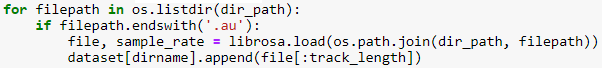 for filepath in os.listdir(dir_path):
    if filepath.endswith('.au'):
        file, sample_rate = librosa.load(os.path.join(dir_path, filepath))
        dataset[dirname].append(file[:track_length])